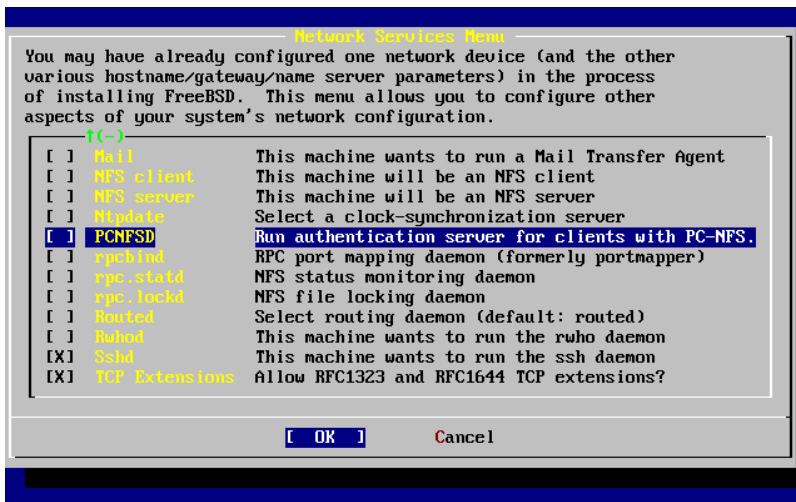 Network Services Menu
You may have already configured one network device (and the other
various hostname/gateway/name server parameters) in the process
of installing FreeBSD.  This menu allows you to configure other
aspects of your system's network configuration.
↑(-)
[ ] Mail This machine wants to run a Mail Transfer Agent
[ ] NFS client This machine will be an NFS client
[ ] NFS server This machine will be an NFS server
[ ] Ntpdate Select a clock-synchronization server
[ ] PCNFSD Run authentication server for clients with PC-NFS.
[ ] rpcbind RPC port mapping daemon (formerly portmapper)
[ ] rpc.statd NFS status monitoring daemon
[ ] rpc.lockd NFS file locking daemon
[ ] Routed Select routing daemon (default: routed)
[ ] Rwhod This machine wants to run the rwho daemon
[X] Sshd This machine wants to run the ssh daemon
[X] TCP Extensions Allow RFC1323 and RFC1644 TCP extensions?
[ OK ] Cancel